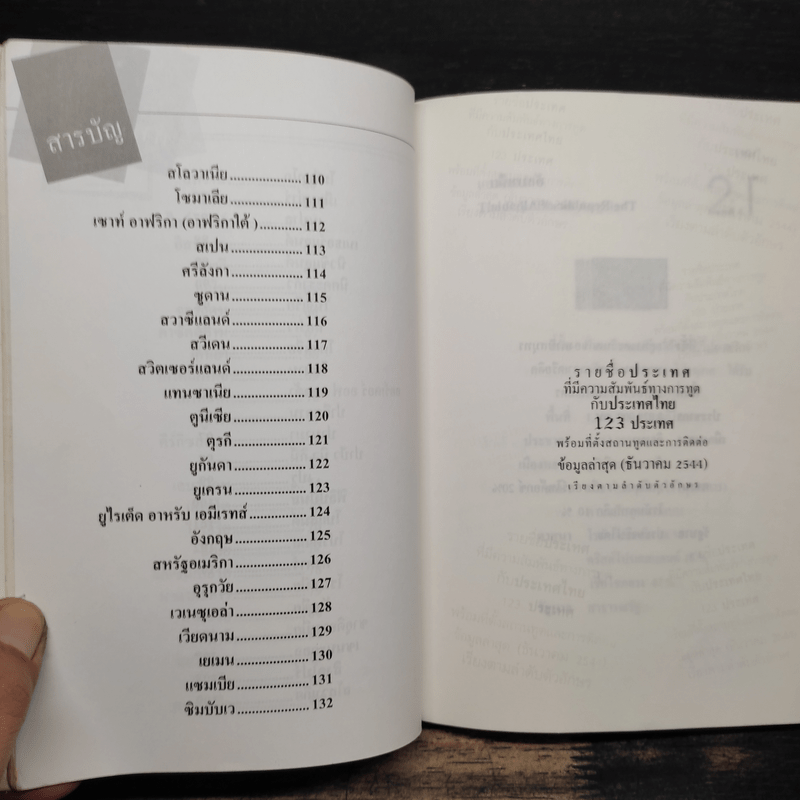 สารบัญ
สโลวาเนีย.....................110
โซมาเลีย.....................111
เซาท์ อาฟริกา (อาฟริกาใต้ )............112
สเปน.....................113
ศรีลังกา.....................114
ซูดาน.....................115
สวาซีแลนด์.....................116
สวีเดน.....................117
สวิตเซอร์แลนด์.....................118
แทนซาเนีย.....................119
ตูนีเซีย.....................120
ตุรกี.....................121
ยูกันดา.....................122
ยูเครน.....................123
ยูไรเต็ด อาหรับ เอมีเรทส์.................124
อังกฤษ.....................125
สหรัฐอเมริกา.....................126
อุรุกวัย.....................127
เวเนซุเอล่า.....................128
เวียดนาม.....................129
เยเมน.....................130
แซมเบีย.....................131
ซิมบับเว.....................132
รายชื่อประเทศ
ที่มีความสัมพันธ์ทางการทูต
กับประเทศไทย
123 ประเทศ
พร้อมที่ตั้งสถานทูตและการติดต่อ
ข้อมูลล่าสุด (ธันวาคม 2544)
เรียงตามลำดับตัวอักษร